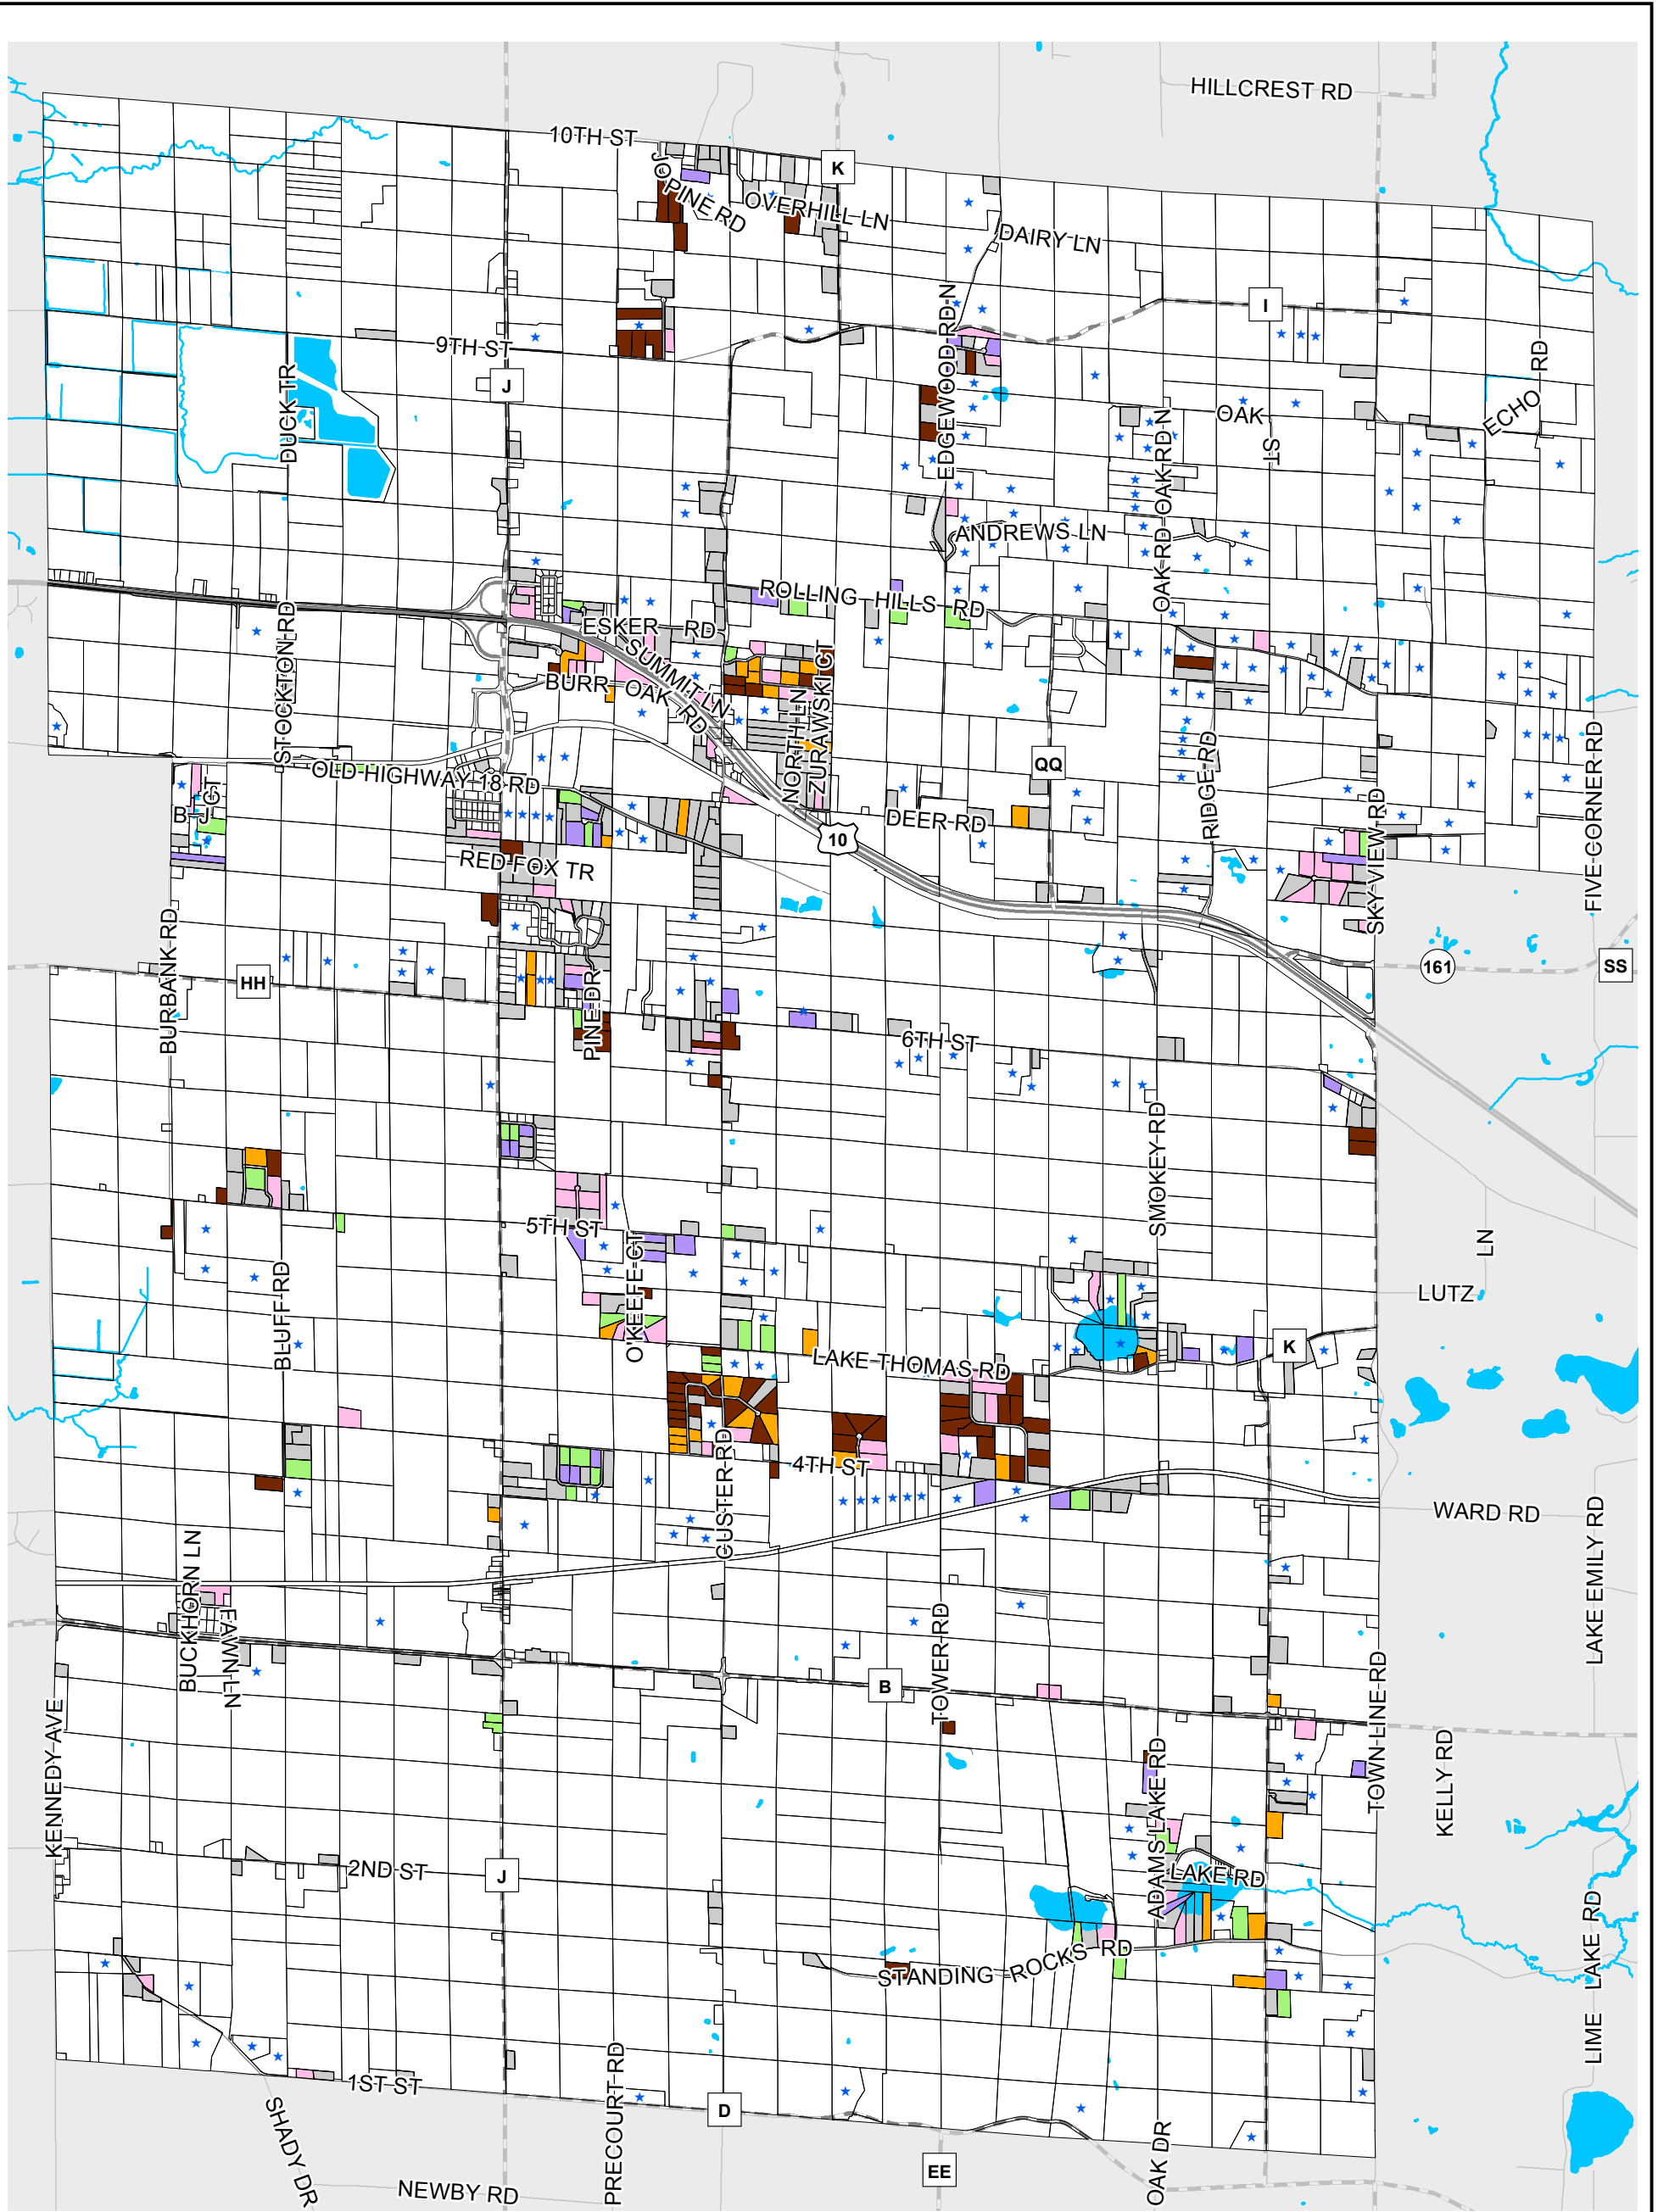 HILLCREST RD
10TH ST
K
JO
PINE RD
OVERHILL LN
DAIRY LN
I
EDGEWOOD RD N
9TH ST
J
DUCK TR
ECHO RD
OAK ST
OAK RD N
OAK RD
ANDREWS LN
ROLLING HILLS RD
ESKER RD
SUMMIT LN
BURR OAK RD
STOCKTON RD
NORTH LN
ZURAWSKI CT
OLD HIGHWAY 18 RD
B J CT
QQ
RIDGE RD
FIVE CORNER RD
DEER RD
10
RED FOX TR
SKY VIEW RD
BURBANK RD
161
SS
HH
PINE DR
6TH ST
SMOKEY RD
5TH ST
O'KEEFE CT
LUTZ LN
BLUFF RD
K
LAKE THOMAS RD
CUSTER RD
4TH ST
WARD RD
LAKE EMILY RD
BUCKHORN LN
FAWN LN
TOWER RD
B
TOWN LINE RD
KENNEDY AVE
ADAMS LAKE RD
KELLY RD
2ND ST
J
LAKE RD
STANDING ROCKS RD
LIME LAKE RD
1ST ST
PRECOURT RD
D
SHADY DR
OAK DR
EE
NEWBY RD